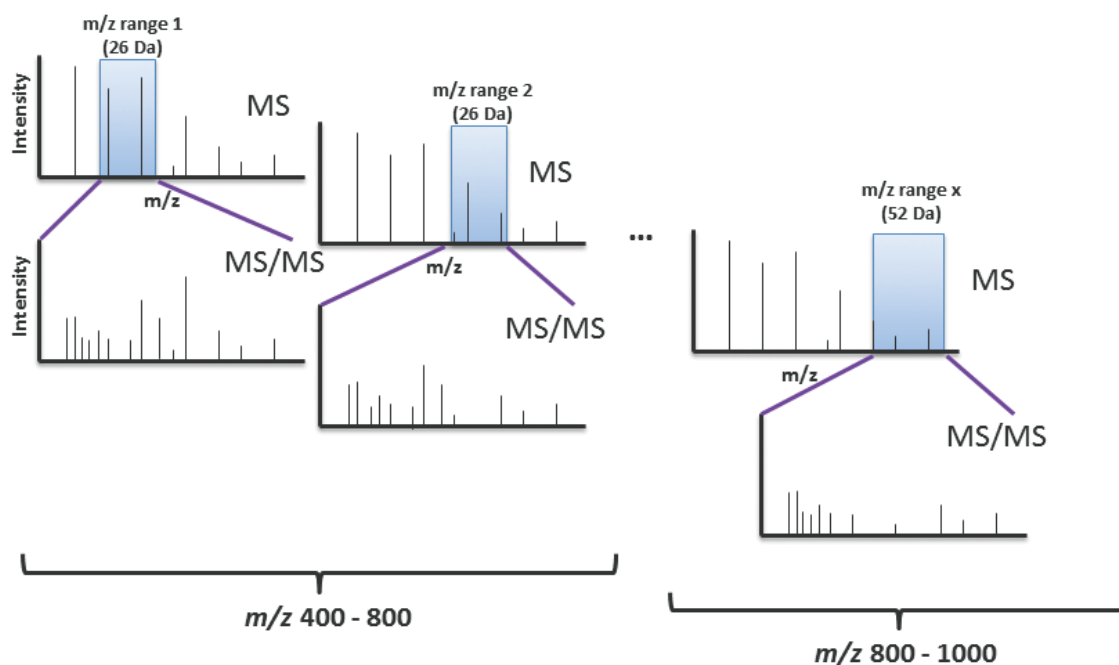 m/z range 1
(26 Da)
Intensity
MS
m/z
m/z range 2
(26 Da)
MS
m/z
...
m/z range x
(52 Da)
MS
m/z
Intensity
MS/MS
MS/MS
MS/MS
m/z 400 - 800
m/z 800 - 1000